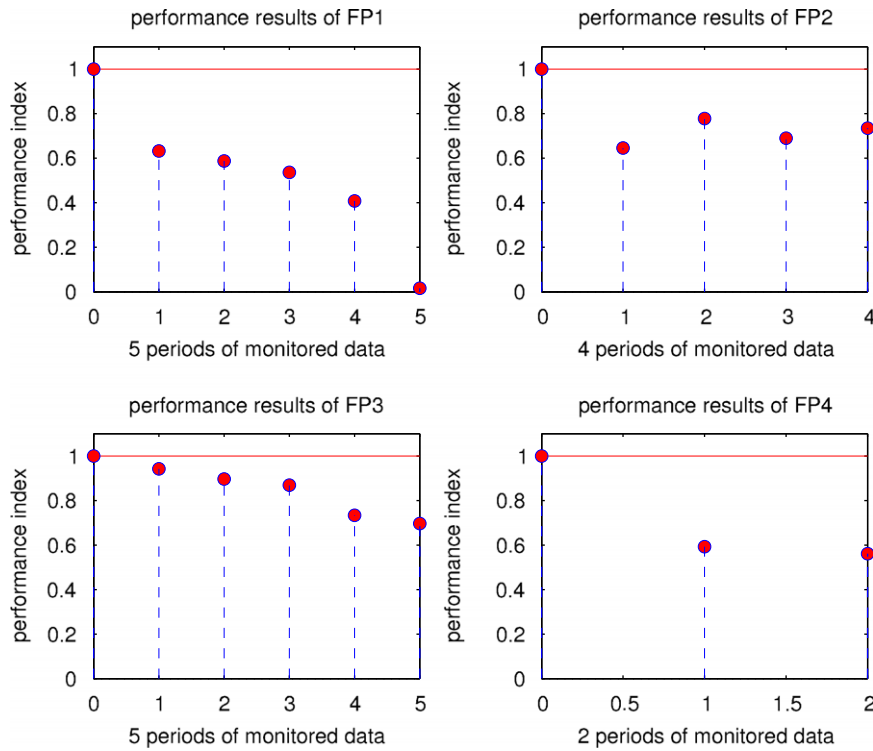 performance results of FP1
performance index
1
0.8
0.6
0.4
0.2
0
0 1 2 3 4 5
5 periods of monitored data
performance results of FP2
performance index
1
0.8
0.6
0.4
0.2
0
0 1 2 3 4
4 periods of monitored data
performance results of FP3
performance index
1
0.8
0.6
0.4
0.2
0
0 1 2 3 4 5
5 periods of monitored data
performance results of FP4
performance index
1
0.8
0.6
0.4
0.2
0
0 0.5 1 1.5 2
2 periods of monitored data